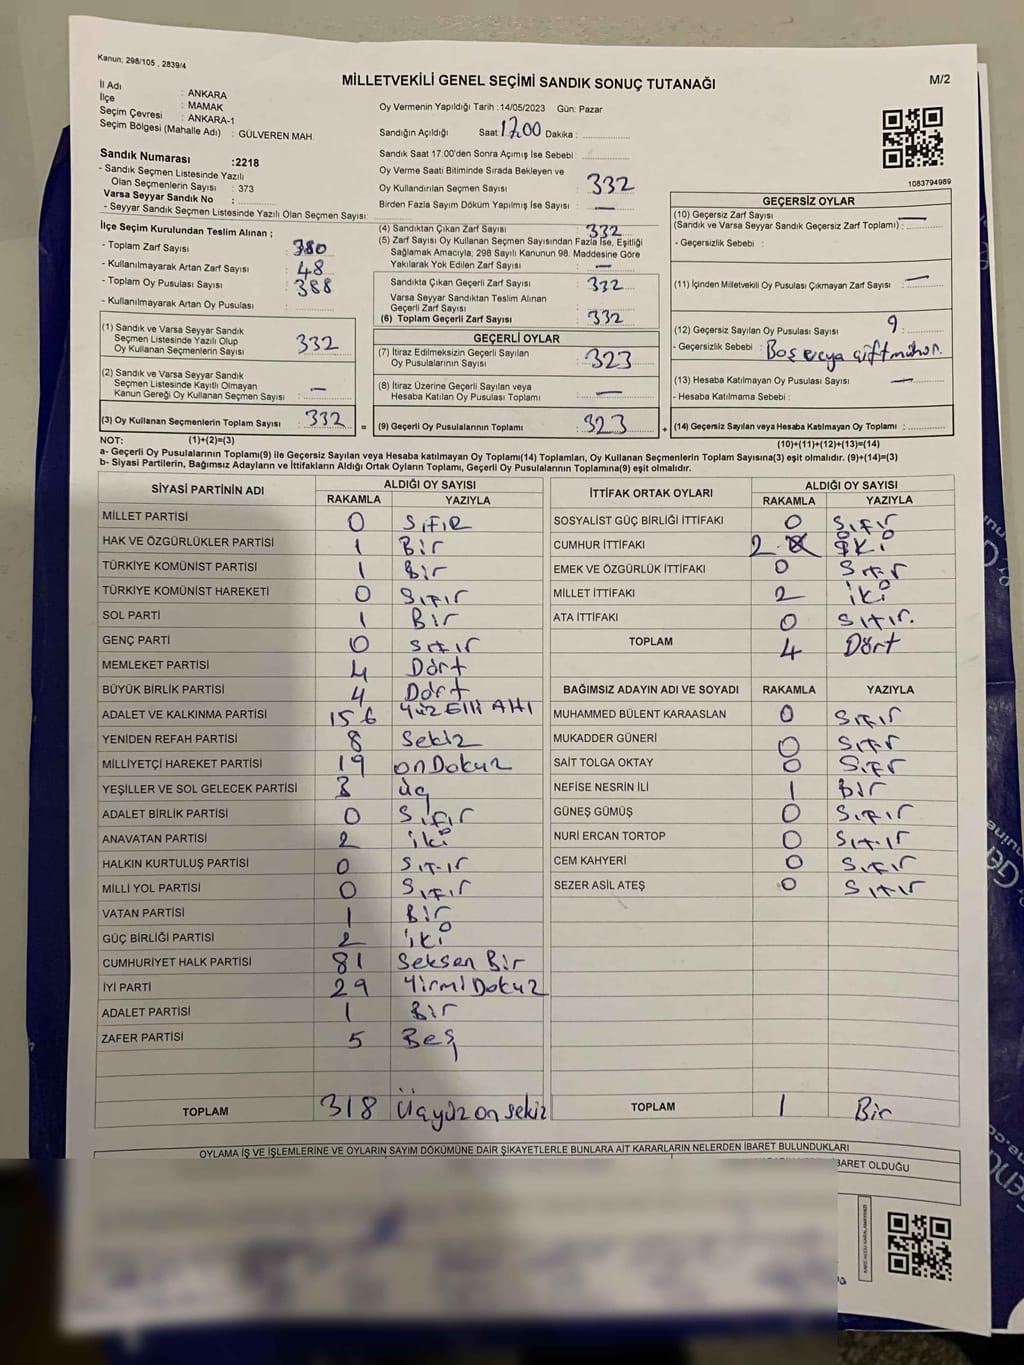 Kanun; 298/105 , 2839/4
MİLLETVEKİLİ GENEL SEÇİMİ SANDIK SONUÇ TUTANAĞI
M/2
İl Adı : ANKARA
İlçe : MAMAK
Seçim Çevresi : ANKARA-1
Seçim Bölgesi (Mahalle Adı) : GÜLVEREN MAH.
Oy Vermenin Yapıldığı Tarih : 14/05/2023 Gün: Pazar
Sandığın Açıldığı Saat: 17.00 Dakika :
Sandık Saat 17:00'den Sonra Açımış İse Sebebi :
Sandık Numarası :2218
- Sandık Seçmen Listesinde Yazılı
Olan Seçmenlerin Sayısı : 373
Varsa Seyyar Sandık No :
- Seyyar Sandık Seçmen Listesinde Yazılı Olan Seçmen Sayısı:
Oy Verme Saati Bitiminde Sırada Bekleyen ve
Oy Kullandırılan Seçmen Sayısı 332
Birden Fazla Sayım Döküm Yapılmış İse Sayısı : —
1083794989
İlçe Seçim Kurulundan Teslim Alınan ;
- Toplam Zarf Sayısı : 380
- Kullanılmayarak Artan Zarf Sayısı : 48
- Toplam Oy Pusulası Sayısı : 388
- Kullanılmayarak Artan Oy Pusulası :
(4) Sandıktan Çıkan Zarf Sayısı : 332
(5) Zarf Sayısı Oy Kullanan Seçmen Sayısından Fazla İse, Eşitliği
Sağlamak Amacıyla; 298 Sayılı Kanunun 98. Maddesine Göre
Yakılarak Yok Edilen Zarf Sayısı : —
Sandıkta Çıkan Geçerli Zarf Sayısı : 332
Varsa Seyyar Sandıktan Teslim Alınan
Geçerli Zarf Sayısı :
(6) Toplam Geçerli Zarf Sayısı : 332
GEÇERSİZ OYLAR
(10) Geçersiz Zarf Sayısı —
(Sandık ve Varsa Seyyar Sandık Geçersiz Zarf Toplamı) :
- Geçersizlik Sebebi :
(11) İçinden Milletvekili Oy Pusulası Çıkmayan Zarf Sayısı : —
(12) Geçersiz Sayılan Oy Pusulası Sayısı : 9
- Geçersizlik Sebebi : Boş veya çift mühür.
(13) Hesaba Katılmayan Oy Pusulası Sayısı : —
- Hesaba Katılmama Sebebi :
(1) Sandık ve Varsa Seyyar Sandık
Seçmen Listesinde Yazılı Olup
Oy Kullanan Seçmenlerin Sayısı : 332
(2) Sandık ve Varsa Seyyar Sandık
Seçmen Listesinde Kayıtlı Olmayan
Kanun Gereği Oy Kullanan Seçmen Sayısı : —
GEÇERLİ OYLAR
(7) İtiraz Edilmeksizin Geçerli Sayılan
Oy Pusulalarının Sayısı : 323
(8) İtiraz Üzerine Geçerli Sayılan veya
Hesaba Katılan Oy Pusulası Toplamı : —
(3) Oy Kullanan Seçmenlerin Toplam Sayısı : 332 = (9) Geçerli Oy Pusulalarının Toplamı : 323 + (14) Geçersiz Sayılan veya Hesaba Katılmayan Oy Toplamı :
NOT: (1)+(2)=(3) (10)+(11)+(12)+(13)=(14)
a- Geçerli Oy Pusulalarının Toplamı(9) ile Geçersiz Sayılan veya Hesaba katılmayan Oy Toplamı(14) Toplamları, Oy Kullanan Seçmenlerin Toplam Sayısına(3) eşit olmalıdır. (9)+(14)=(3)
b- Siyasi Partilerin, Bağımsız Adayların ve İttifakların Aldığı Ortak Oyların Toplamı, Geçerli Oy Pusulalarının Toplamına(9) eşit olmalıdır.
SİYASİ PARTİNİN ADI ALDIĞI OY SAYISI
RAKAMLA YAZIYLA
MİLLET PARTİSİ 0 Sıfır
HAK VE ÖZGÜRLÜKLER PARTİSİ 1 Bir
TÜRKİYE KOMÜNİST PARTİSİ 1 Bir
TÜRKİYE KOMÜNİST HAREKETİ 0 Sıfır
SOL PARTİ 1 Bir
GENÇ PARTİ 0 Sıfır
MEMLEKET PARTİSİ 4 Dört
BÜYÜK BİRLİK PARTİSİ 4 Dört
ADALET VE KALKINMA PARTİSİ 156 Yüz Elli Altı
YENİDEN REFAH PARTİSİ 8 Sekiz
MİLLİYETÇİ HAREKET PARTİSİ 19 on Dokuz
YEŞİLLER VE SOL GELECEK PARTİSİ 3 üç
ADALET BİRLİK PARTİSİ 0 Sıfır
ANAVATAN PARTİSİ 2 iki
HALKIN KURTULUŞ PARTİSİ 0 Sıfır
MİLLİ YOL PARTİSİ 0 Sıfır
VATAN PARTİSİ 1 Bir
GÜÇ BİRLİĞİ PARTİSİ 2 iki
CUMHURİYET HALK PARTİSİ 81 Seksen Bir
İYİ PARTİ 29 Yirmi Dokuz
ADALET PARTİSİ 1 Bir
ZAFER PARTİSİ 5 Beş
TOPLAM 318 Üçyüz on sekiz
İTTİFAK ORTAK OYLARI ALDIĞI OY SAYISI
RAKAMLA YAZIYLA
SOSYALİST GÜÇ BİRLİĞİ İTTİFAKI 0 Sıfır
CUMHUR İTTİFAKI 2 iki
EMEK VE ÖZGÜRLÜK İTTİFAKI 0 Sıfır
MİLLET İTTİFAKI 2 iki
ATA İTTİFAKI 0 Sıfır.
TOPLAM 4 Dört
BAĞIMSIZ ADAYIN ADI VE SOYADI RAKAMLA YAZIYLA
MUHAMMED BÜLENT KARAASLAN 0 Sıfır
MUKADDER GÜNERİ 0 Sıfır
SAİT TOLGA OKTAY 0 Sıfır
NEFİSE NESRİN İLİ 1 Bir
GÜNEŞ GÜMÜŞ 0 Sıfır
NURİ ERCAN TORTOP 0 Sıfır
CEM KAHYERİ 0 Sıfır
SEZER ASİL ATEŞ 0 Sıfır
TOPLAM 1 Bir
OYLAMA İŞ VE İŞLEMLERİNE VE OYLARIN SAYIM DÖKÜMÜNE DAİR ŞİKAYETLERLE BUNLARA AİT KARARLARIN NELERDEN İBARET BULUNDUKLARI
BARET OLDUĞU